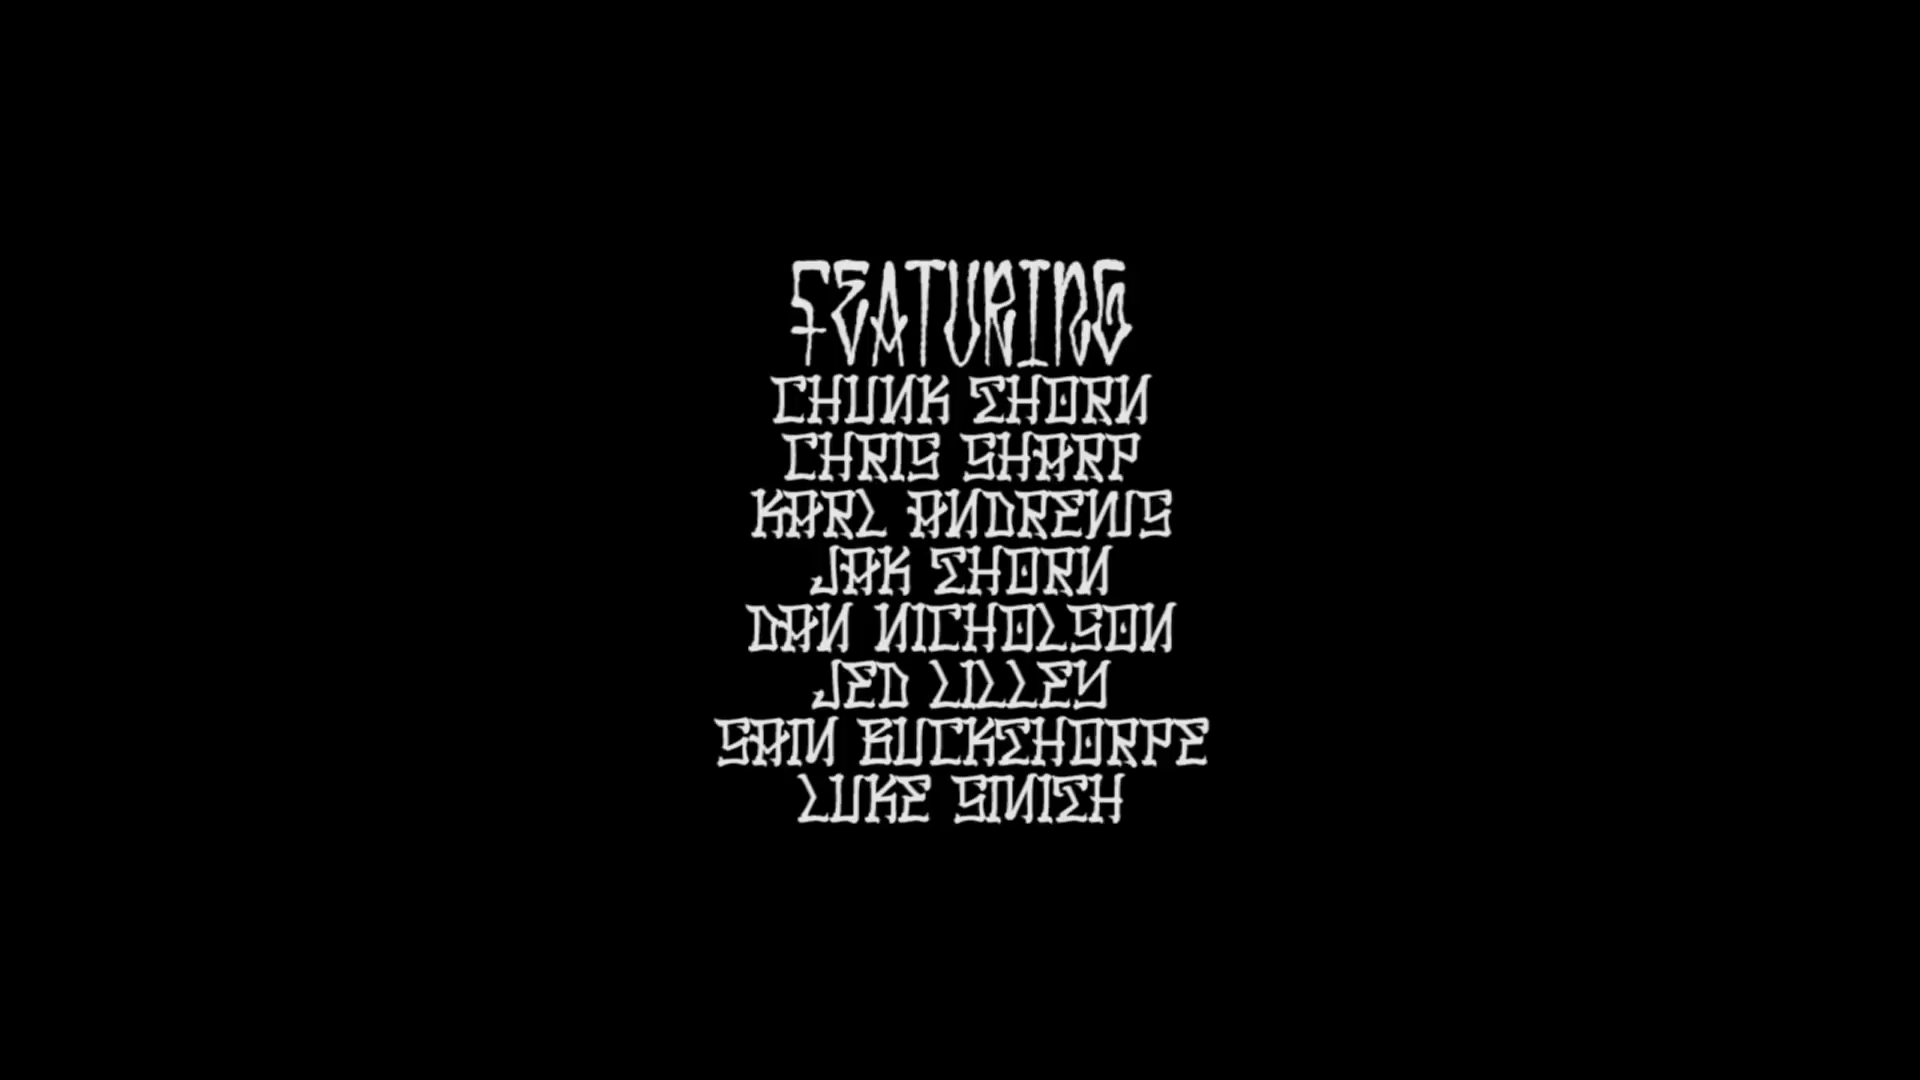 FEATURING
CHUNK THORN
CHRIS SHARP
KARL ANDREWS
JAK THORN
DAN NICHOLSON
JED LILLEY
SAM BUCKTHORPE
LUKE SMITH